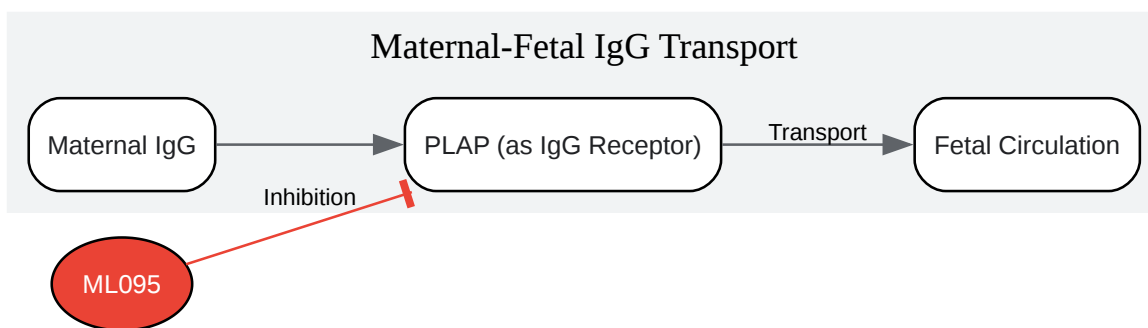 Maternal-Fetal IgG Transport
Maternal IgG
PLAP (as IgG Receptor)
Transport
Fetal Circulation
Inhibition
ML095